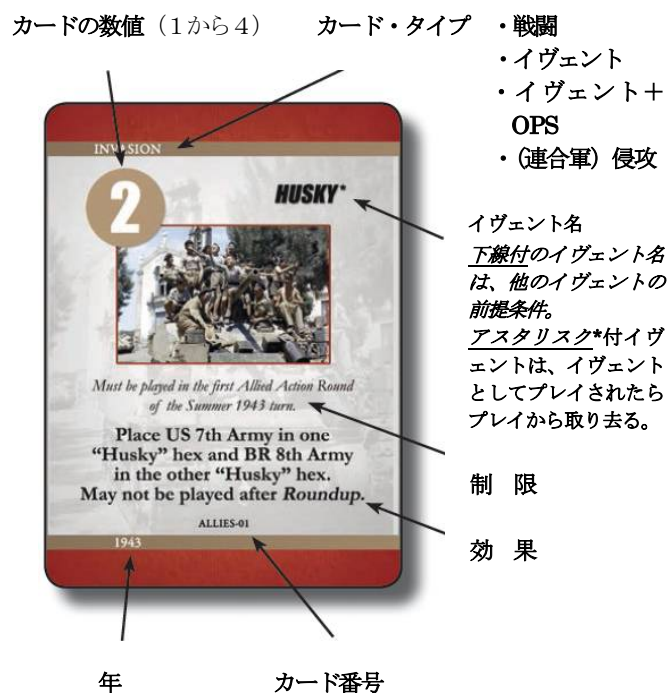 カードの数値（１から４）
カード・タイプ
・戦闘
・イヴェント
・イヴェント＋
OPS
・（連合軍）侵攻
INVASION
2
HUSKY*
イヴェント名
下線付のイヴェント名
は、他のイヴェントの
前提条件。
アスタリスク*付イヴ
ェントは、イヴェント
としてプレイされたら
プレイから取り去る。
Must be played in the first Allied Action Round
of the Summer 1943 turn.
制　限
Place US 7th Army in one
“Husky” hex and BR 8th Army
in the other “Husky” hex.
May not be played after Roundup.
効　果
ALLIES-01
1943
年
カード番号